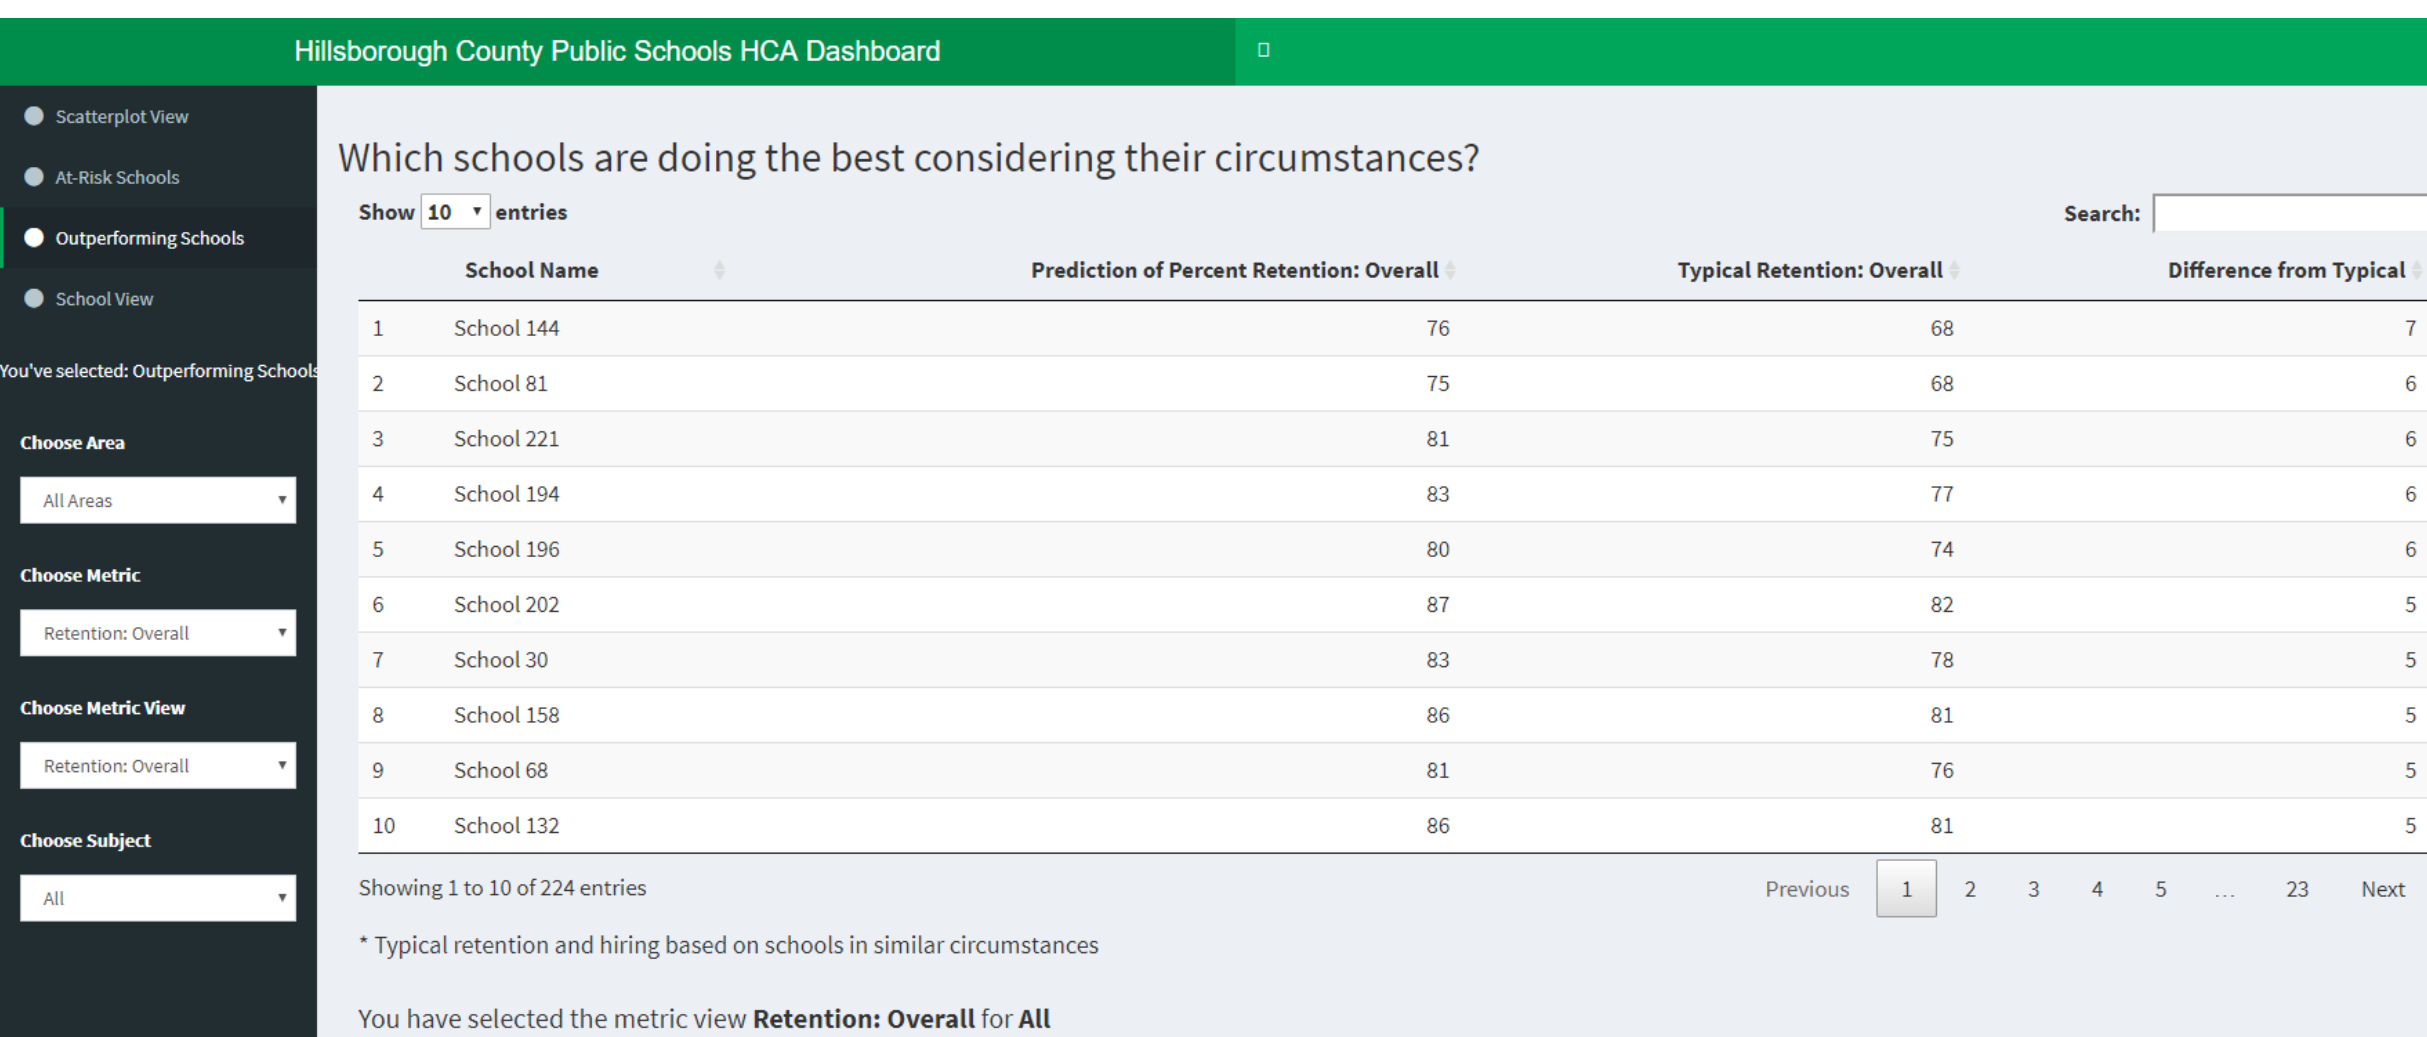 Hillsborough County Public Schools HCA Dashboard
Scatterplot View
At-Risk Schools
Outperforming Schools
School View
You've selected: Outperforming Schools
Choose Area
All Areas
Choose Metric
Retention: Overall
Choose Metric View
Retention: Overall
Choose Subject
All
Which schools are doing the best considering their circumstances?
Show 10 entries
Search:
School Name Prediction of Percent Retention: Overall Typical Retention: Overall Difference from Typical
1 School 144 76 68 7
2 School 81 75 68 6
3 School 221 81 75 6
4 School 194 83 77 6
5 School 196 80 74 6
6 School 202 87 82 5
7 School 30 83 78 5
8 School 158 86 81 5
9 School 68 81 76 5
10 School 132 86 81 5
Showing 1 to 10 of 224 entries
Previous 1 2 3 4 5 ... 23 Next
* Typical retention and hiring based on schools in similar circumstances
You have selected the metric view Retention: Overall for All